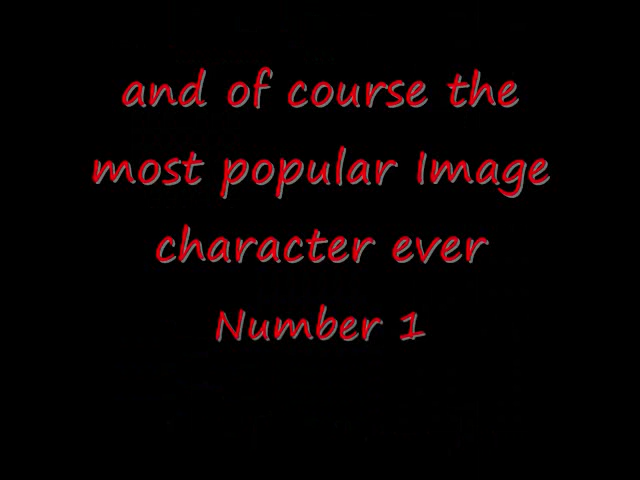 and of course the
most popular Image
character ever
Number 1